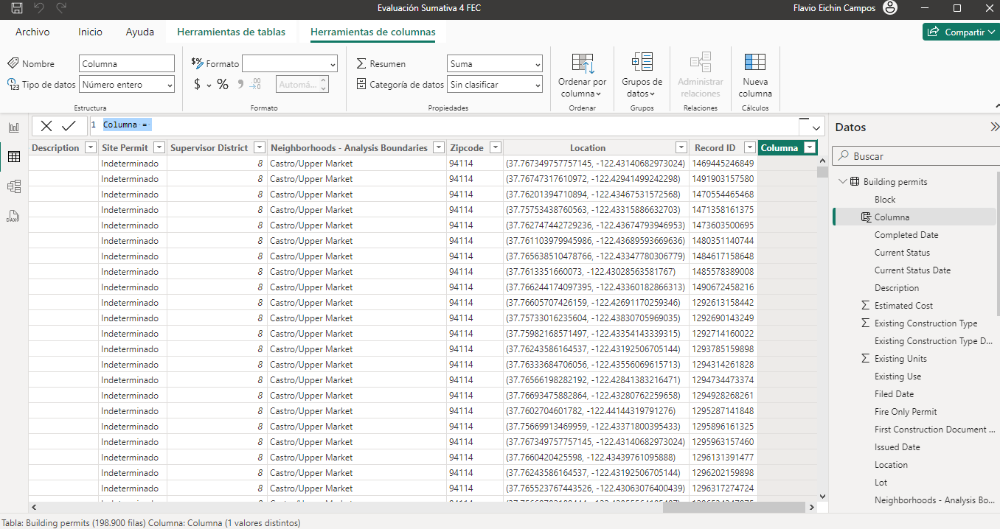 Evaluación Sumativa 4 FEC
Flavio Eichin Campos
Archivo Inicio Ayuda Herramientas de tablas Herramientas de columnas
Compartir
Nombre Columna
Tipo de datos Número entero
Estructura
$% Formato
$ % 9 .00
Automá...
Formato
Σ Resumen Suma
Categoría de datos Sin clasificar
Propiedades
Ordenar por
columna
Ordenar
Grupos de
datos
Grupos
Administrar
relaciones
Relaciones
Nueva
columna
Cálculos
1 Columna =
Description Site Permit Supervisor District Neighborhoods - Analysis Boundaries Zipcode Location Record ID Columna
Indeterminado 8 Castro/Upper Market 94114 (37.767349757757145, -122.43140682973024) 1469445246849
Indeterminado 8 Castro/Upper Market 94114 (37.76747317610972, -122.42941499242298) 1491903157580
Indeterminado 8 Castro/Upper Market 94114 (37.76201394710894, -122.43467531572568) 1470554465468
Indeterminado 8 Castro/Upper Market 94114 (37.75753438760563, -122.43315886632703) 1471358161375
Indeterminado 8 Castro/Upper Market 94114 (37.762747442729236, -122.43674793946953) 1473603500695
Indeterminado 8 Castro/Upper Market 94114 (37.761103979945986, -122.43689593669636) 1480351140744
Indeterminado 8 Castro/Upper Market 94114 (37.765638510478766, -122.43347780306779) 1484617158648
Indeterminado 8 Castro/Upper Market 94114 (37.7613351660073, -122.43028563581767) 1485578389008
Indeterminado 8 Castro/Upper Market 94114 (37.766244174097395, -122.43360182866313) 1490672458216
Indeterminado 8 Castro/Upper Market 94114 (37.76605707426159, -122.42691170259346) 1292613158442
Indeterminado 8 Castro/Upper Market 94114 (37.75733016235604, -122.43830705969035) 1292690143249
Indeterminado 8 Castro/Upper Market 94114 (37.75982168571497, -122.43354143339315) 1292714160022
Indeterminado 8 Castro/Upper Market 94114 (37.76243586164537, -122.43192506705144) 1293785159898
Indeterminado 8 Castro/Upper Market 94114 (37.76333684706056, -122.43556069615713) 1294314261828
Indeterminado 8 Castro/Upper Market 94114 (37.76566198282192, -122.42841383216471) 1294734473374
Indeterminado 8 Castro/Upper Market 94114 (37.76693475882864, -122.43280762259658) 1294928268261
Indeterminado 8 Castro/Upper Market 94114 (37.7602704601782, -122.44144319791276) 1295287141848
Indeterminado 8 Castro/Upper Market 94114 (37.75669913469959, -122.43371800395433) 1295896161325
Indeterminado 8 Castro/Upper Market 94114 (37.767349757757145, -122.43140682973024) 1295963157460
Indeterminado 8 Castro/Upper Market 94114 (37.7660420425598, -122.43439761095888) 1296131391477
Indeterminado 8 Castro/Upper Market 94114 (37.76243586164537, -122.43192506705144) 1296202159898
Indeterminado 8 Castro/Upper Market 94114 (37.765523767443526, -122.43063076400439) 1296317274724
Datos
Buscar
Building permits
Block
Columna
Completed Date
Current Status
Current Status Date
Description
Σ Estimated Cost
Σ Existing Construction Type
Existing Construction Type D...
Σ Existing Units
Existing Use
Filed Date
Fire Only Permit
First Construction Document ...
Issued Date
Location
Lot
Neighborhoods - Analysis Bo...
Tabla: Building permits (198.900 filas) Columna: Columna (1 valores distintos)